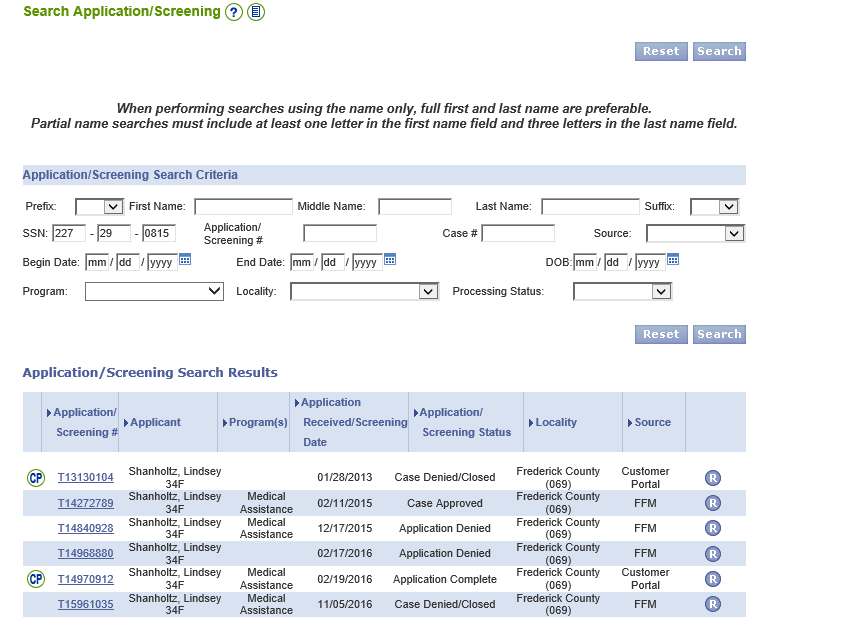 Search Application/Screening ?
Reset Search
When performing searches using the name only, full first and last name are preferable.
Partial name searches must include at least one letter in the first name field and three letters in the last name field.
Application/Screening Search Criteria
Prefix: First Name: Middle Name: Last Name: Suffix:
SSN: 227 - 29 - 0815 Application/ Screening # Case # Source:
Begin Date: mm / dd / yyyy End Date: mm / dd / yyyy DOB: mm / dd / yyyy
Program: Locality: Processing Status:
Reset Search
Application/Screening Search Results
Application/ Screening # Applicant Program(s) Application Received/Screening Date Application/ Screening Status Locality Source
CP T13130104 Shanholtz, Lindsey 34F 01/28/2013 Case Denied/Closed Frederick County (069) Customer Portal R
T14272789 Shanholtz, Lindsey 34F Medical Assistance 02/11/2015 Case Approved Frederick County (069) FFM R
T14840928 Shanholtz, Lindsey 34F Medical Assistance 12/17/2015 Application Denied Frederick County (069) FFM R
T14968880 Shanholtz, Lindsey 34F 02/17/2016 Application Denied Frederick County (069) FFM R
CP T14970912 Shanholtz, Lindsey 34F Medical Assistance 02/19/2016 Application Complete Frederick County (069) Customer Portal R
T15961035 Shanholtz, Lindsey 34F Medical Assistance 11/05/2016 Case Denied/Closed Frederick County (069) FFM R